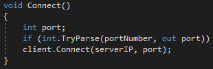 void Connect()
{
int port;
if (int.TryParse(portNumber, out port))
client.Connect(serverIP, port);
}